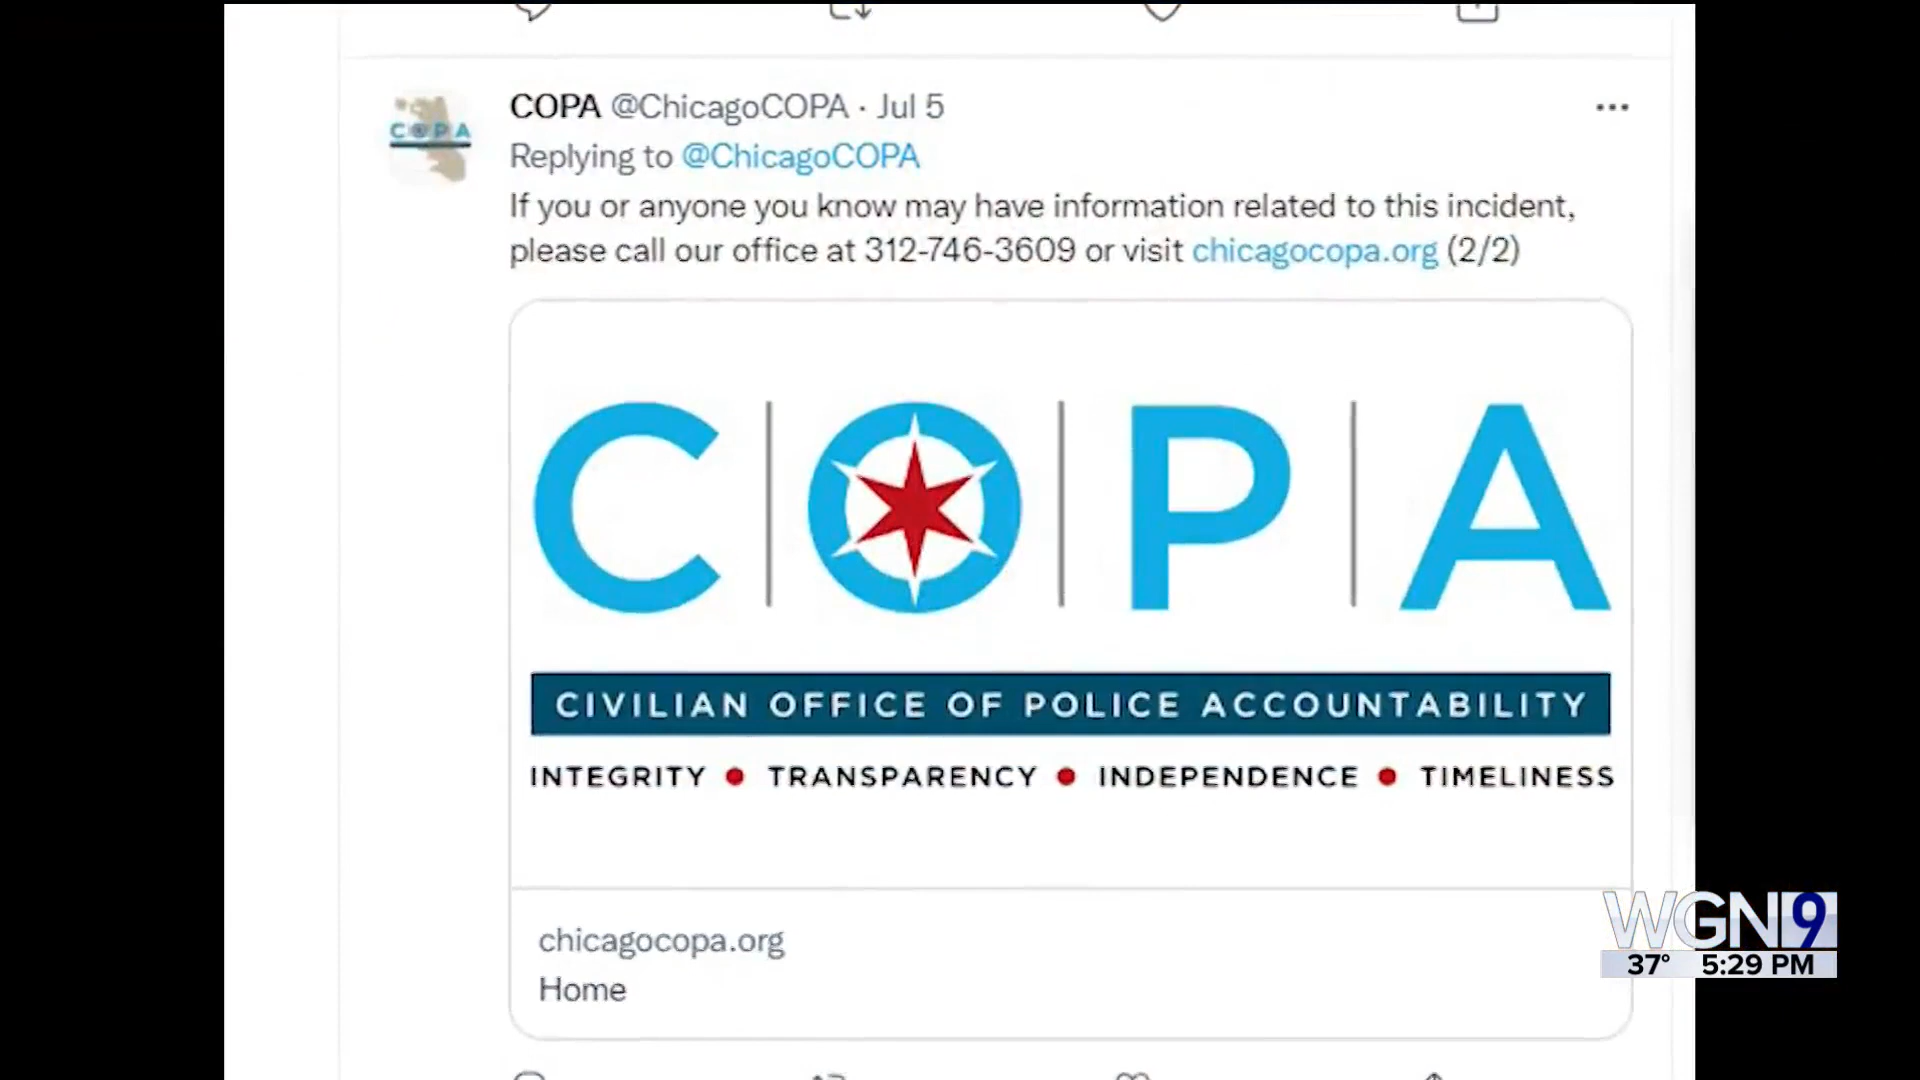 COPA @ChicagoCOPA · Jul 5
COPA
Replying to @ChicagoCOPA
If you or anyone you know may have information related to this incident,
please call our office at 312-746-3609 or visit chicagocopa.org (2/2)
C|O|P|A
CIVILIAN OFFICE OF POLICE ACCOUNTABILITY
INTEGRITY • TRANSPARENCY • INDEPENDENCE • TIMELINESS
chicagocopa.org
Home
WGN9
37° 5:29 PM